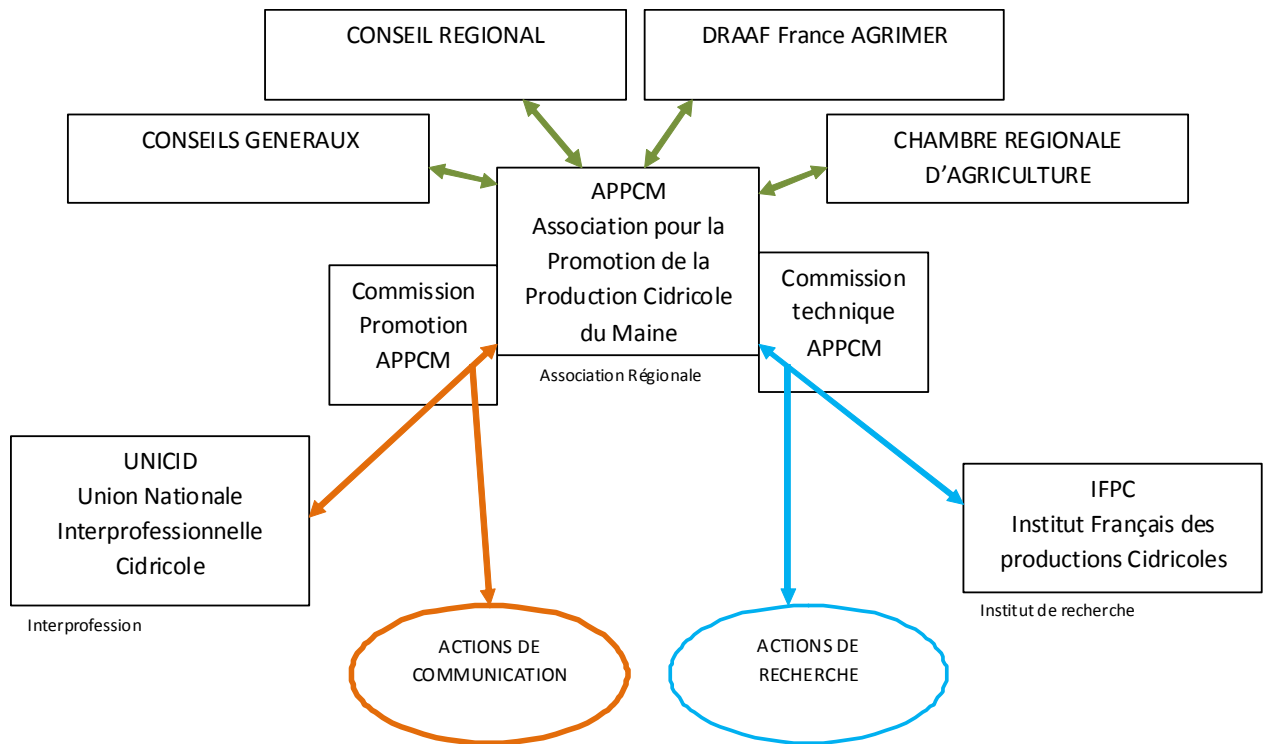 CONSEIL REGIONAL
DRAAF France AGRIMER
CONSEILS GENERAUX
CHAMBRE REGIONALE
D’AGRICULTURE
APPCM
Association pour la
Promotion de la
Production Cidricole
du Maine
Association Régionale
Commission
Promotion
APPCM
Commission
technique
APPCM
UNICID
Union Nationale
Interprofessionnelle
Cidricole
Interprofession
IFPC
Institut Français des
productions Cidricoles
Institut de recherche
ACTIONS DE
COMMUNICATION
ACTIONS DE
RECHERCHE